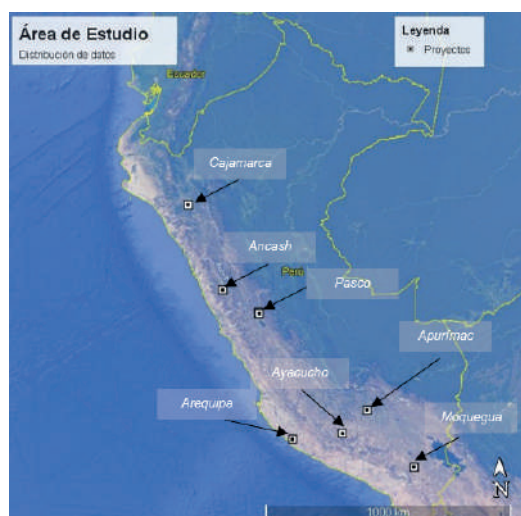 Área de Estudio
Distribución de datos
Leyenda
Proyectos
Ecuador
Cajamarca
Ancash
Perú
Pasco
Apurímac
Ayacucho
Arequipa
Moquegua
N
1000 km